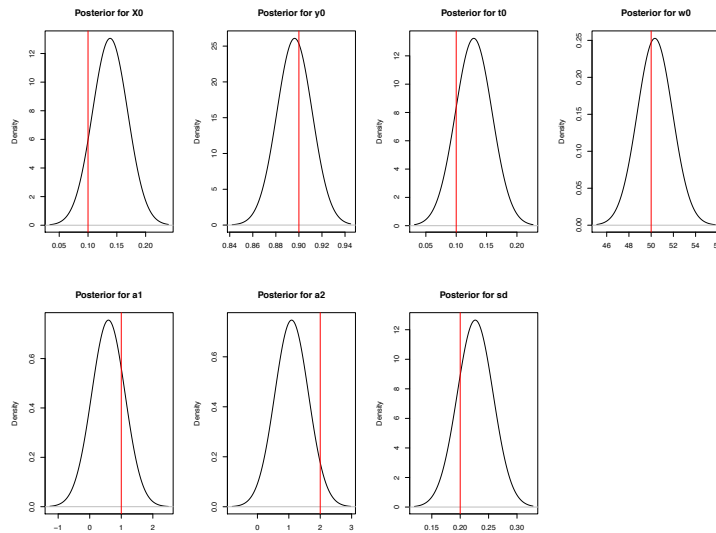 Posterior for X0
Posterior for y0
Posterior for t0
Posterior for w0
Density
0 2 4 6 8 10 12
0.05 0.10 0.15 0.20
Density
0 5 10 15 20 25
0.84 0.86 0.88 0.90 0.92 0.94
Density
0 2 4 6 8 10 12
0.05 0.10 0.15 0.20
Density
0.00 0.05 0.10 0.15 0.20 0.25
46 48 50 52 54
Posterior for a1
Posterior for a2
Posterior for sd
Density
0.0 0.2 0.4 0.6
−1 0 1 2
Density
0.0 0.2 0.4 0.6
0 1 2 3
Density
0 2 4 6 8 10 12
0.15 0.20 0.25 0.30